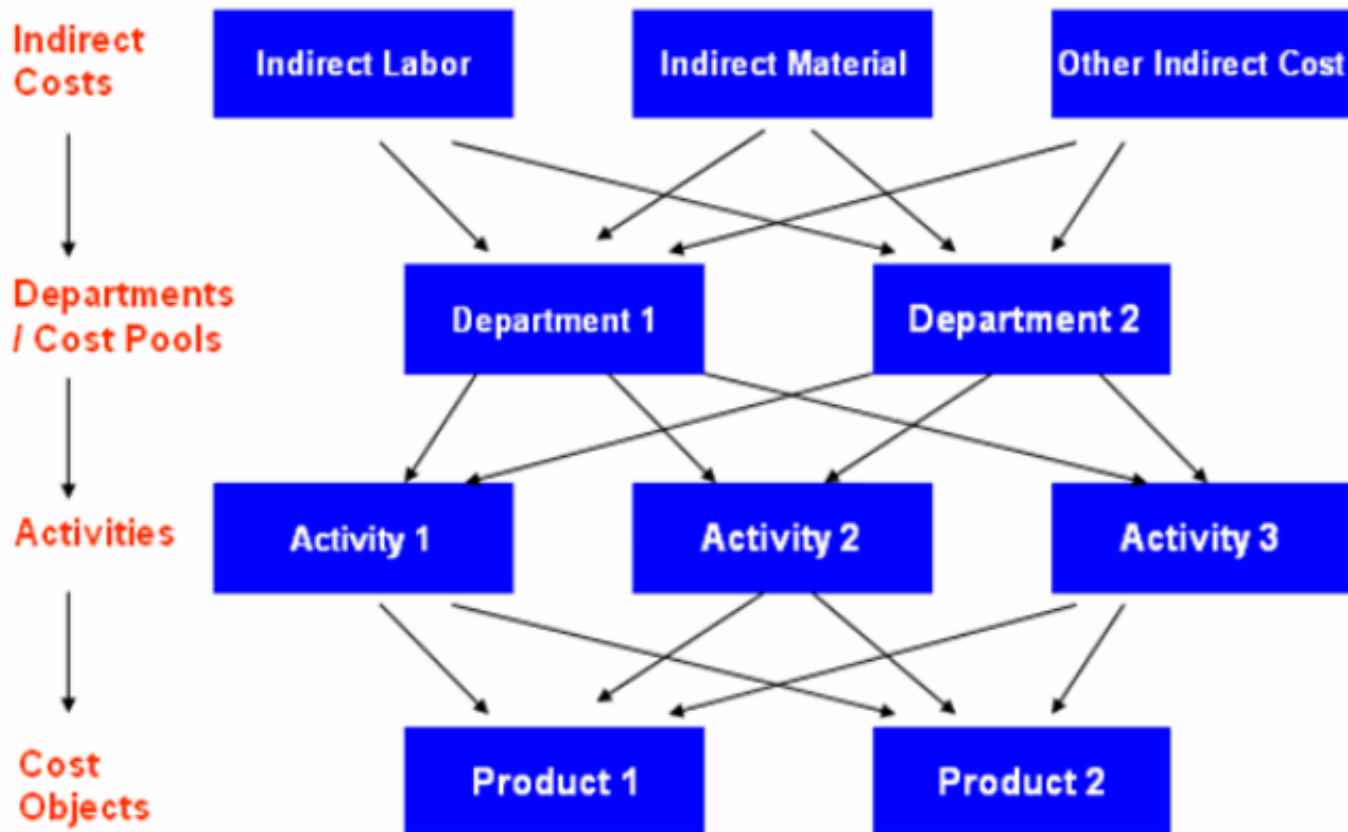 Indirect
Costs
Indirect Labor
Indirect Material
Other Indirect Cost
Departments
/ Cost Pools
Department 1
Department 2
Activities
Activity 1
Activity 2
Activity 3
Cost
Objects
Product 1
Product 2